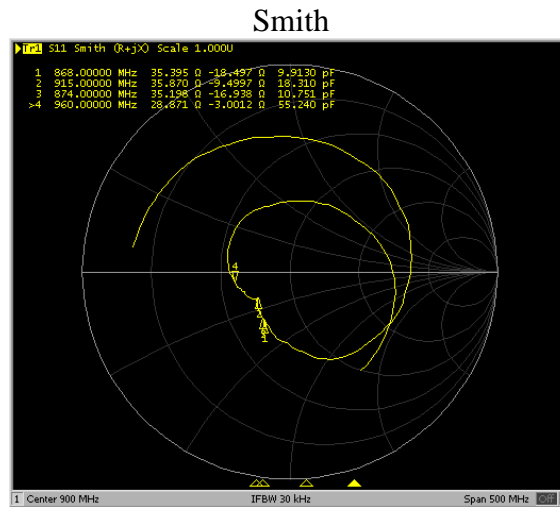 Smith
Tr1 S11 Smith (R+jX) Scale 1.000U
1 868.00000 MHz 35.395 Ω -18.497 Ω 9.9130 pF
2 915.00000 MHz 35.870 Ω -9.4997 Ω 18.310 pF
3 874.00000 MHz 35.198 Ω -16.938 Ω 10.751 pF
>4 960.00000 MHz 28.871 Ω -3.0012 Ω 55.240 pF
4
2
1
1 Center 900 MHz IFBW 30 kHz Span 500 MHz Off